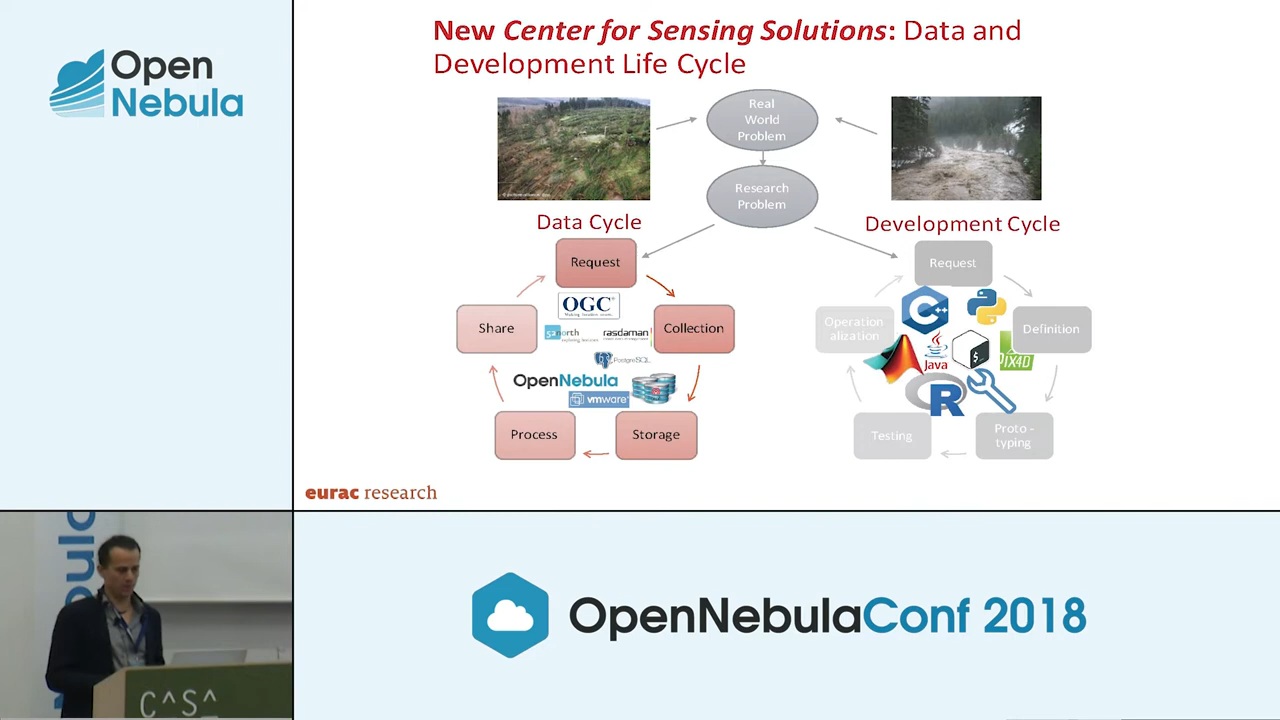 Open
Nebula
New Center for Sensing Solutions: Data and
Development Life Cycle
Real
World
Problem
Research
Problem
Data Cycle
Request
Collection
Storage
Process
Share
OGC
52north
rasdaman
PostgreSQL
OpenNebula
vmware
Development Cycle
Request
Definition
Proto -
typing
Testing
Operation
alization
C++
Java
$_
R
eurac research
C^S^
OpenNebulaConf 2018